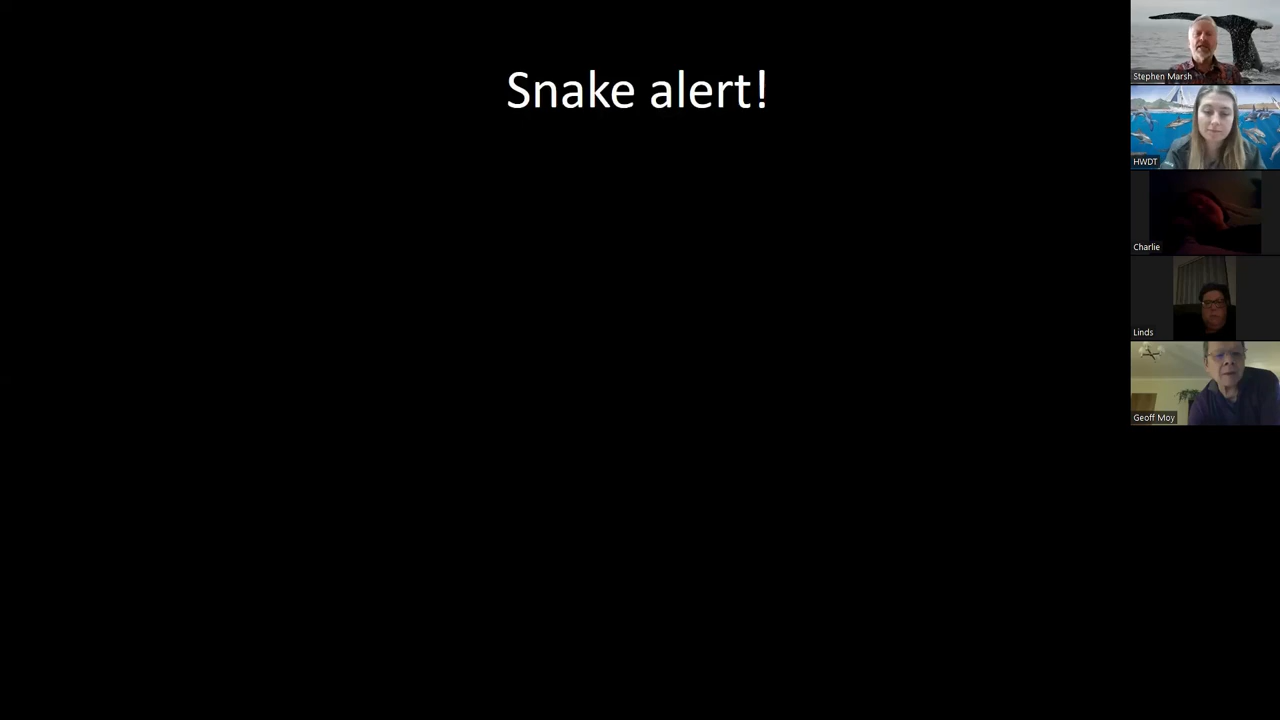 Snake alert!
Stephen Marsh
HWDT
Charlie
Linds
Geoff Moy